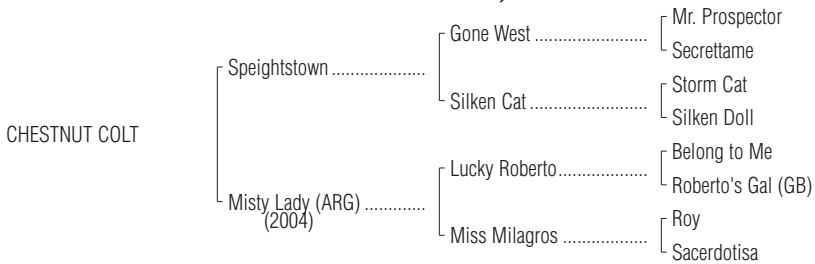 Mr. Prospector
Gone West ........................
Secrettame
Speightstown ....................
Storm Cat
Silken Cat .........................
Silken Doll
CHESTNUT COLT
Belong to Me
Lucky Roberto...................
Roberto's Gal (GB)
Misty Lady (ARG) .............
(2004)
Roy
Miss Milagros ..................
Sacerdotisa